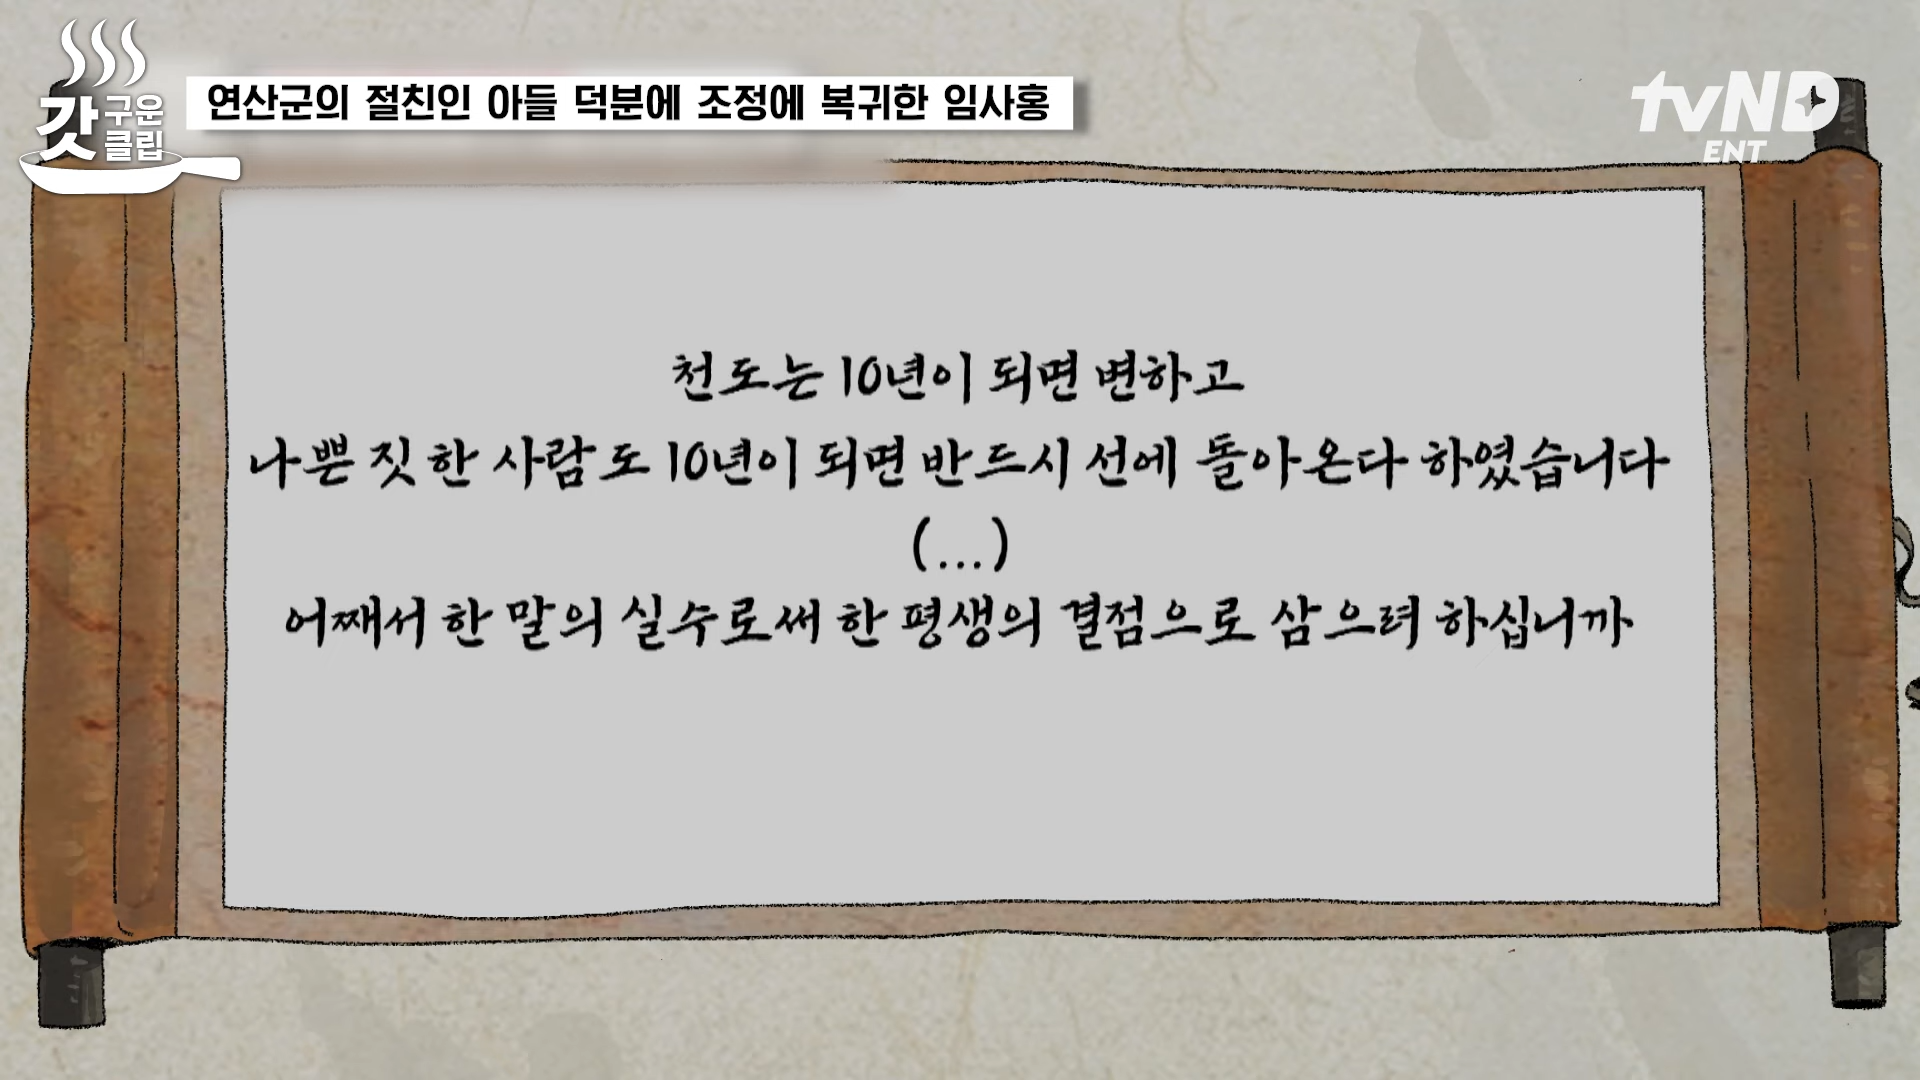 갓구운클립
연산군의 절친인 아들 덕분에 조정에 복귀한 임사홍
tvND
ENT
천도는 10년이 되면 변하고
나쁜 짓 한 사람도 10년이 되면 반드시 선에 돌아온다 하였습니다
(...)
어째서 한 말의 실수로써 한 평생의 결점으로 삼으려 하십니까